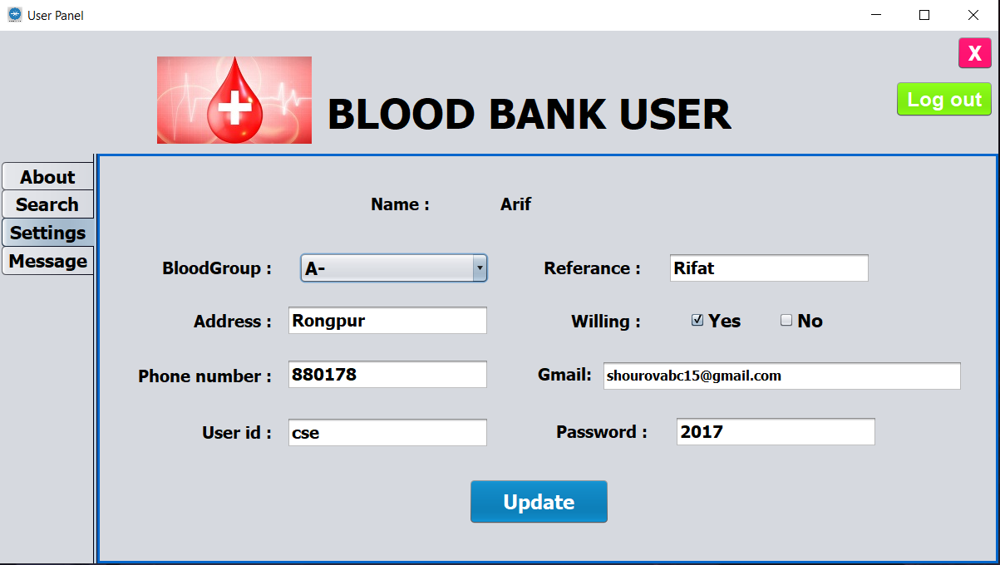 User Panel
X
Log out
BLOOD BANK USER
About
Search
Settings
Message
Name : Arif
BloodGroup : A- Referance : Rifat
Address : Rongpur Willing : Yes No
Phone number : 880178 Gmail: shourovabc15@gmail.com
User id : cse Password : 2017
Update